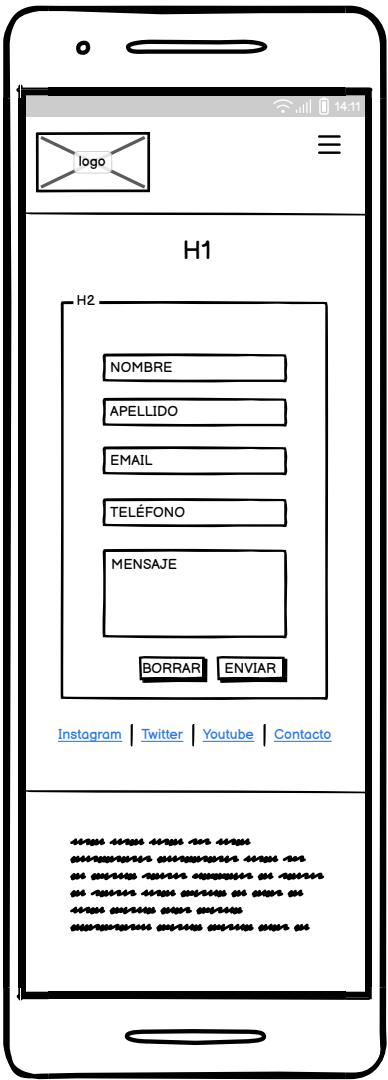 14:11
logo
H1
H2
NOMBRE
APELLIDO
EMAIL
TELÉFONO
MENSAJE
BORRAR ENVIAR
Instagram | Twitter | Youtube | Contacto